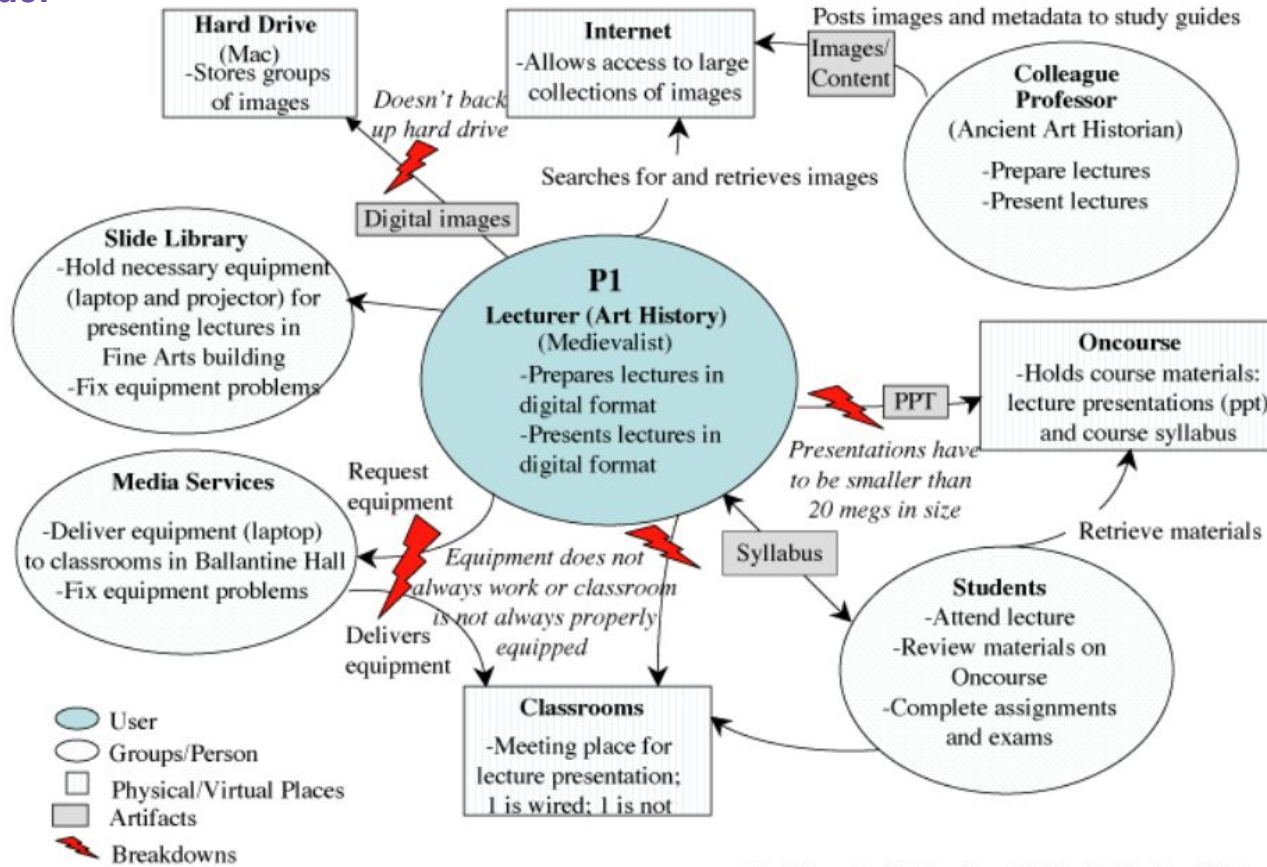 Hard Drive
(Mac)
-Stores groups
of images
Doesn't back
up hard drive
Digital images
Internet
-Allows access to large
collections of images
Searches for and retrieves images
Posts images and metadata to study guides
Images/
Content
Colleague
Professor
(Ancient Art Historian)
-Prepare lectures
-Present lectures
Slide Library
-Hold necessary equipment
(laptop and projector) for
presenting lectures in
Fine Arts building
-Fix equipment problems
P1
Lecturer (Art History)
(Medievalist)
-Prepares lectures in
digital format
-Presents lectures in
digital format
PPT
Presentations have
to be smaller than
20 megs in size
Oncourse
-Holds course materials:
lecture presentations (ppt)
and course syllabus
Retrieve materials
Media Services
-Deliver equipment (laptop)
to classrooms in Ballantine Hall
-Fix equipment problems
Request
equipment
Equipment does not
always work or classroom
is not always properly
equipped
Delivers
equipment
Syllabus
Students
-Attend lecture
-Review materials on
Oncourse
-Complete assignments
and exams
Classrooms
-Meeting place for
lecture presentation;
1 is wired; 1 is not
User
Groups/Person
Physical/Virtual Places
Artifacts
Breakdowns